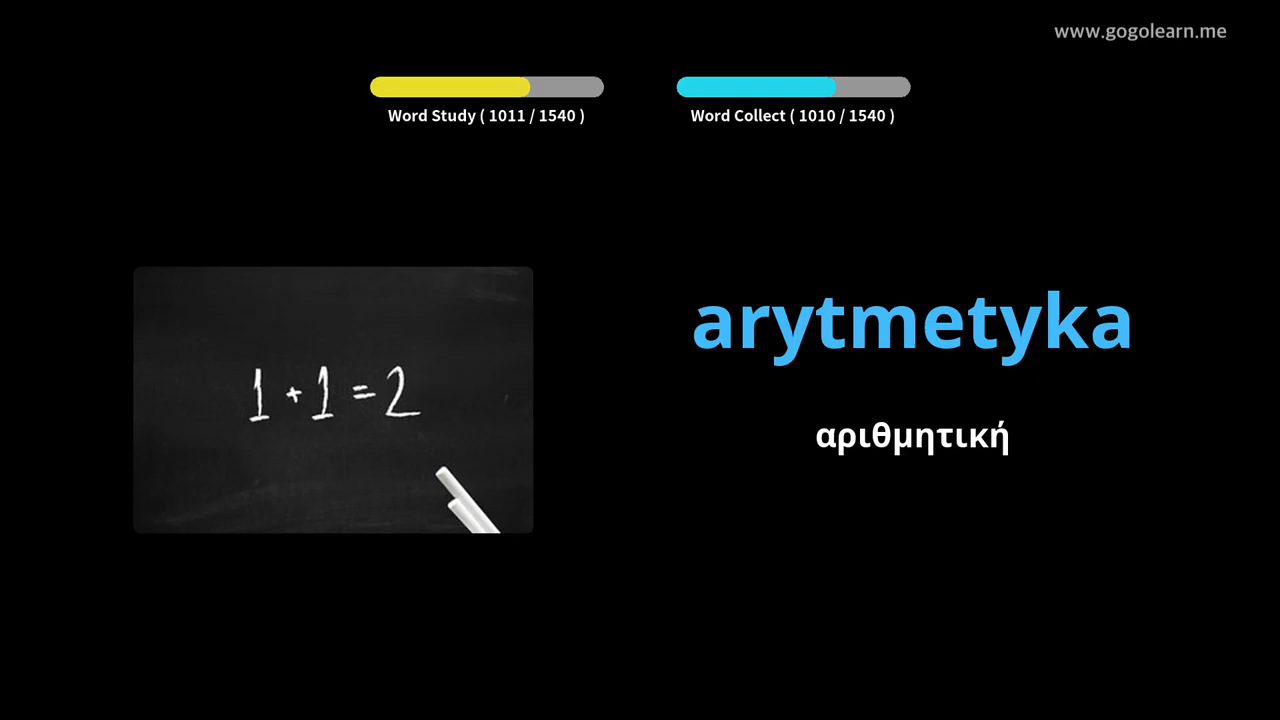 www.gogolearn.me
Word Study ( 1011 / 1540 )
Word Collect ( 1010 / 1540 )
1 + 1 = 2
arytmetyka
αριθμητική